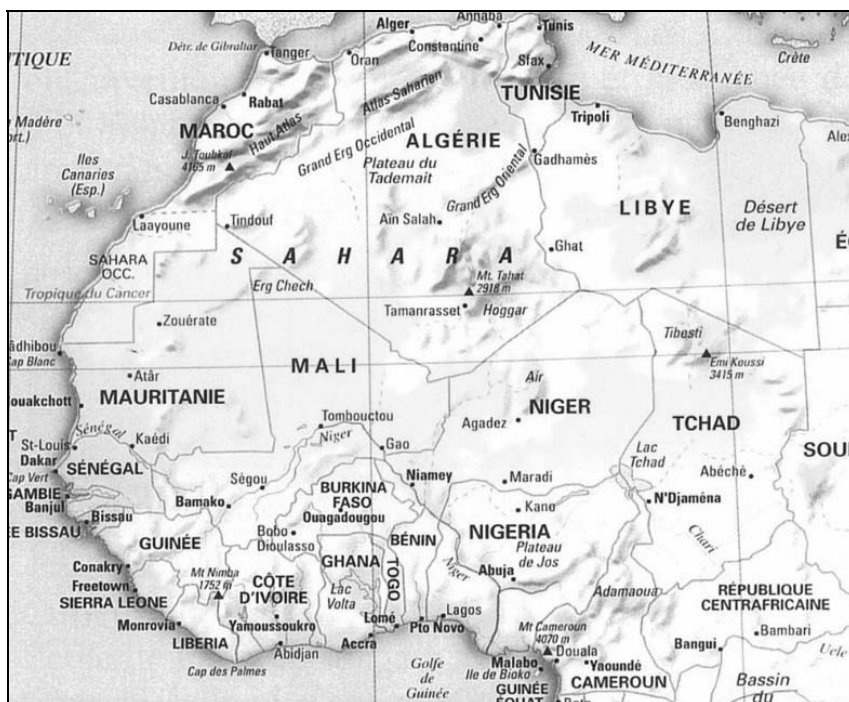 Alger
Annaba
Tunis
Détr. de Gibraltar
Tanger
Oran
Constantine
MER MÉDITERRANÉE
Crète
Sfax
Casablanca
Rabat
Atlas Saharien
TUNISIE
Tripoli
Benghazi
MAROC
Haut Atlas
ALGÉRIE
J. Toubkal
4165 m
Grand Erg Occidental
Plateau du
Tademait
Gadhamès
Iles
Canaries
(Esp.)
Grand Erg Oriental
LIBYE
Désert
de Libye
Laayoune
Tindouf
Aïn Salah
Ghat
SAHARA
OCC.
SAHARA
Mt. Tahat
2918 m
Erg Chech
Tropique du Cancer
Tamanrasset
Hoggar
Zouérate
Tibesti
Emi Koussi
3415 m
Cap Blanc
MALI
Atâr
MAURITANIE
Air
NIGER
Agadez
TCHAD
Tombouctou
Sénégal
Kaédi
Niger
Gao
St-Louis
Dakar
Cap Vert
SÉNÉGAL
Lac
Tchad
Abéché
Ségou
Niamey
Maradi
Banjul
Bamako
BURKINA
FASO
Ouagadougou
Kano
N'Djaména
Bissau
GUINÉE
Bobo
Dioulasso
BÉNIN
NIGERIA
Plateau
de Jos
Chari
Conakry
Mt Nimba
1752 m
GHANA
TOGO
Niger
Abuja
Freetown
SIERRA LEONE
CÔTE
D'IVOIRE
Lac
Volta
Adamaoua
RÉPUBLIQUE
CENTRAFRICAINE
Monrovia
LIBERIA
Yamoussoukro
Lomé
Lagos
Accra
Pto Novo
Mt Cameroun
4070 m
Douala
Bangui
Bambari
Abidjan
Cap des Palmes
Golfe
de Guinée
Malabo
Ile de Bioko
Yaoundé
CAMEROUN
GUINÉE
Bassin
du